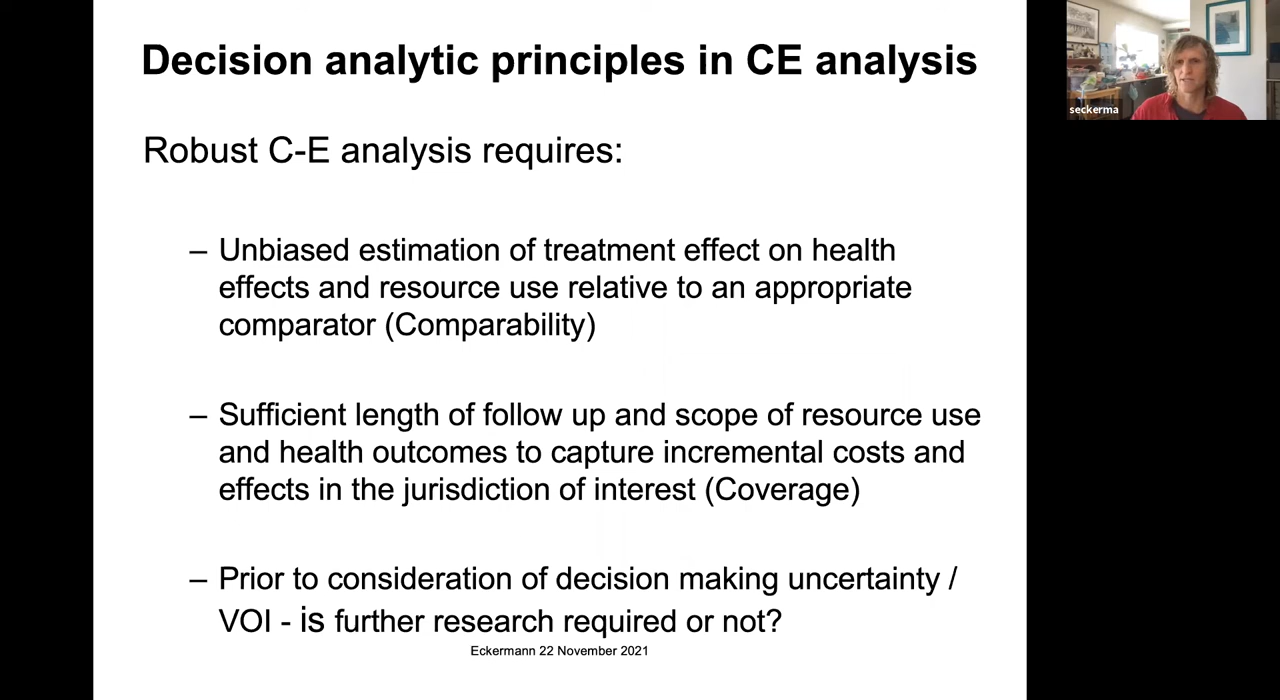 Decision analytic principles in CE analysis
seckerma
Robust C-E analysis requires:
– Unbiased estimation of treatment effect on health
effects and resource use relative to an appropriate
comparator (Comparability)
– Sufficient length of follow up and scope of resource use
and health outcomes to capture incremental costs and
effects in the jurisdiction of interest (Coverage)
– Prior to consideration of decision making uncertainty /
VOI - is further research required or not?
Eckermann 22 November 2021